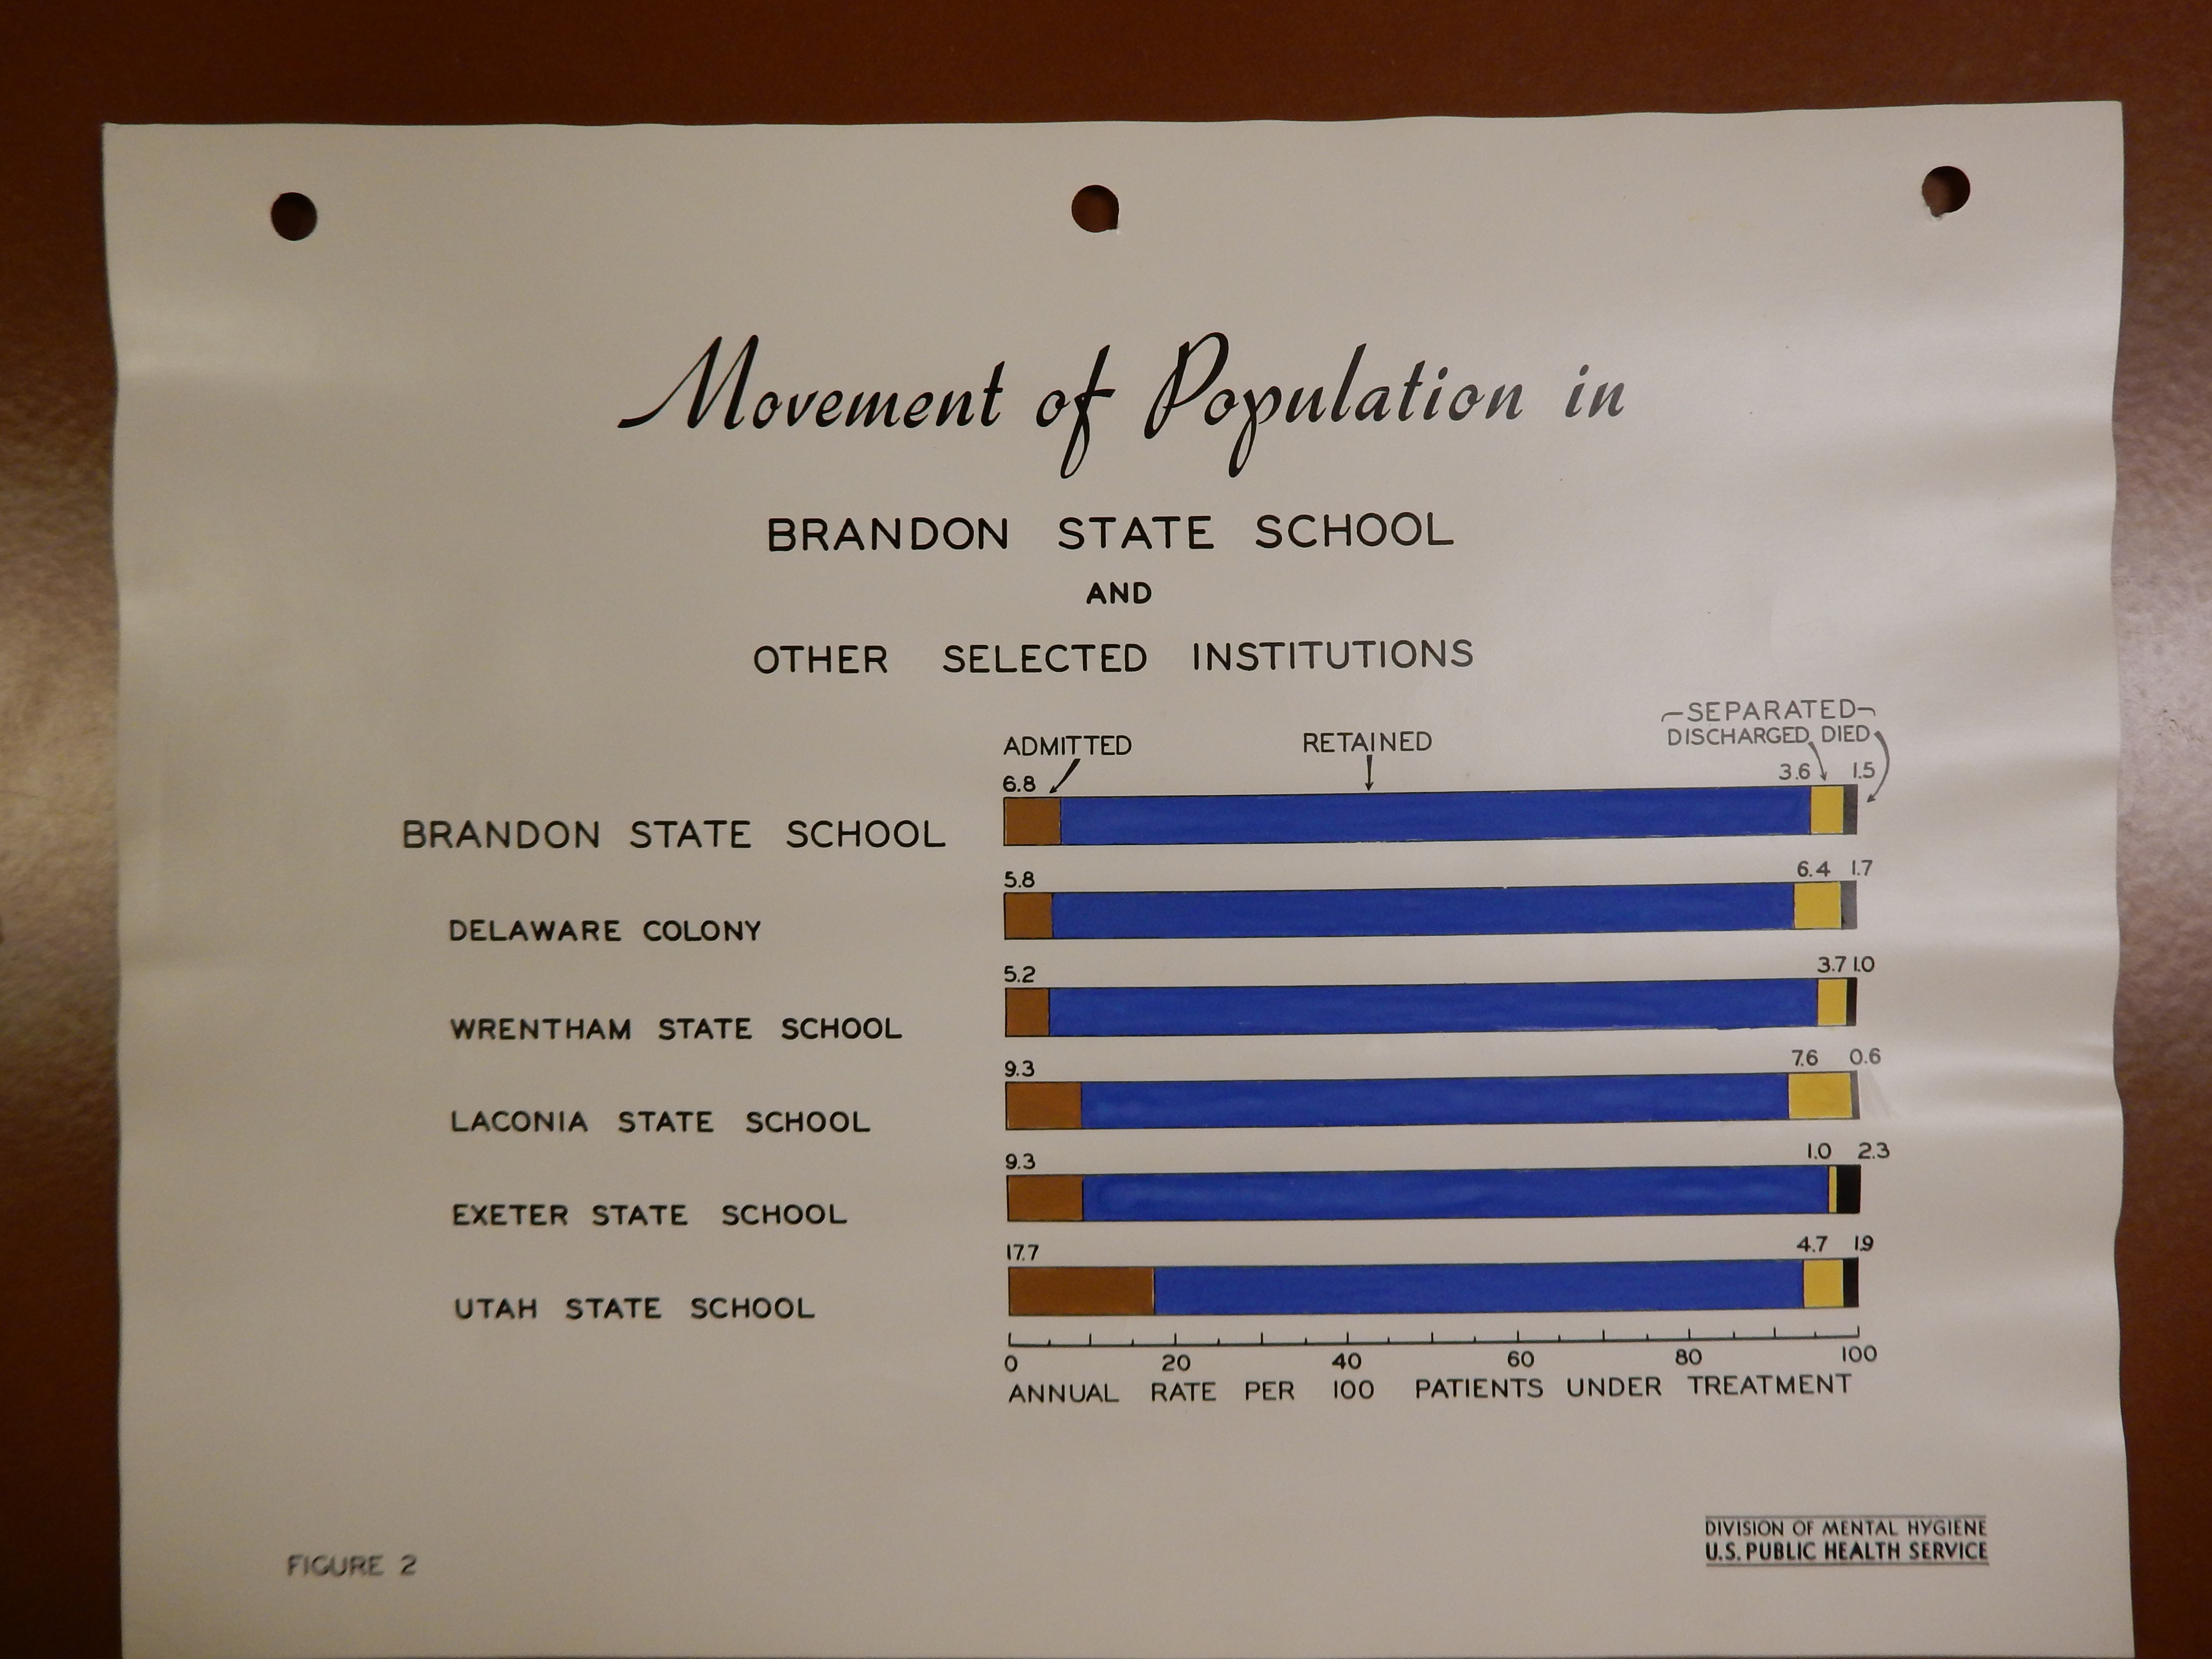 Movement of Population in
BRANDON STATE SCHOOL
AND
OTHER SELECTED INSTITUTIONS
SEPARATED
ADMITTED RETAINED DISCHARGED DIED
6.8 3.6 1.5
BRANDON STATE SCHOOL
5.8 6.4 1.7
DELAWARE COLONY
5.2 3.7 1.0
WRENTHAM STATE SCHOOL
9.3 7.6 0.6
LACONIA STATE SCHOOL
9.3 1.0 2.3
EXETER STATE SCHOOL
17.7 4.7 1.9
UTAH STATE SCHOOL
0 20 40 60 80 100
ANNUAL RATE PER 100 PATIENTS UNDER TREATMENT
DIVISION OF MENTAL HYGIENE
U.S. PUBLIC HEALTH SERVICE
FIGURE 2